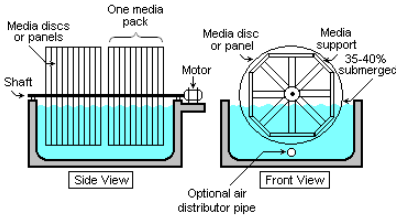 Media discs
or panels
One media
pack
Shaft
Motor
Side View
Media disc
or panel
Media
support
35-40%
submerged
Optional air
distributor pipe
Front View